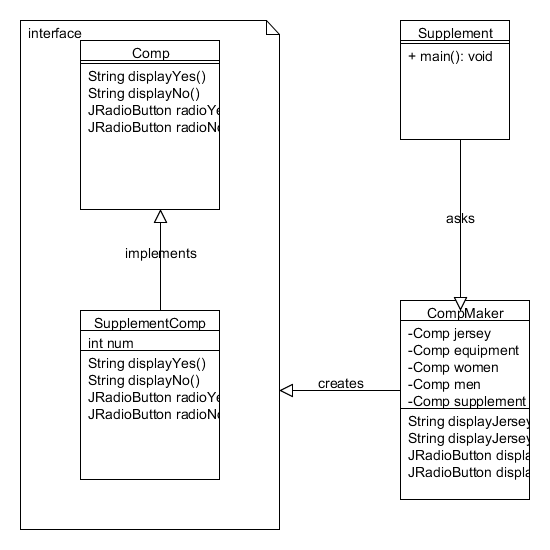 interface
Comp
String displayYes()
String displayNo()
JRadioButton radioYe
JRadioButton radioNo
implements
SupplementComp
int num
String displayYes()
String displayNo()
JRadioButton radioYe
JRadioButton radioNo
Supplement
+ main(): void
asks
CompMaker
-Comp jersey
-Comp equipment
-Comp women
-Comp men
-Comp supplement
String displayJersey
String displayJersey
JRadioButton displa
JRadioButton displa
creates